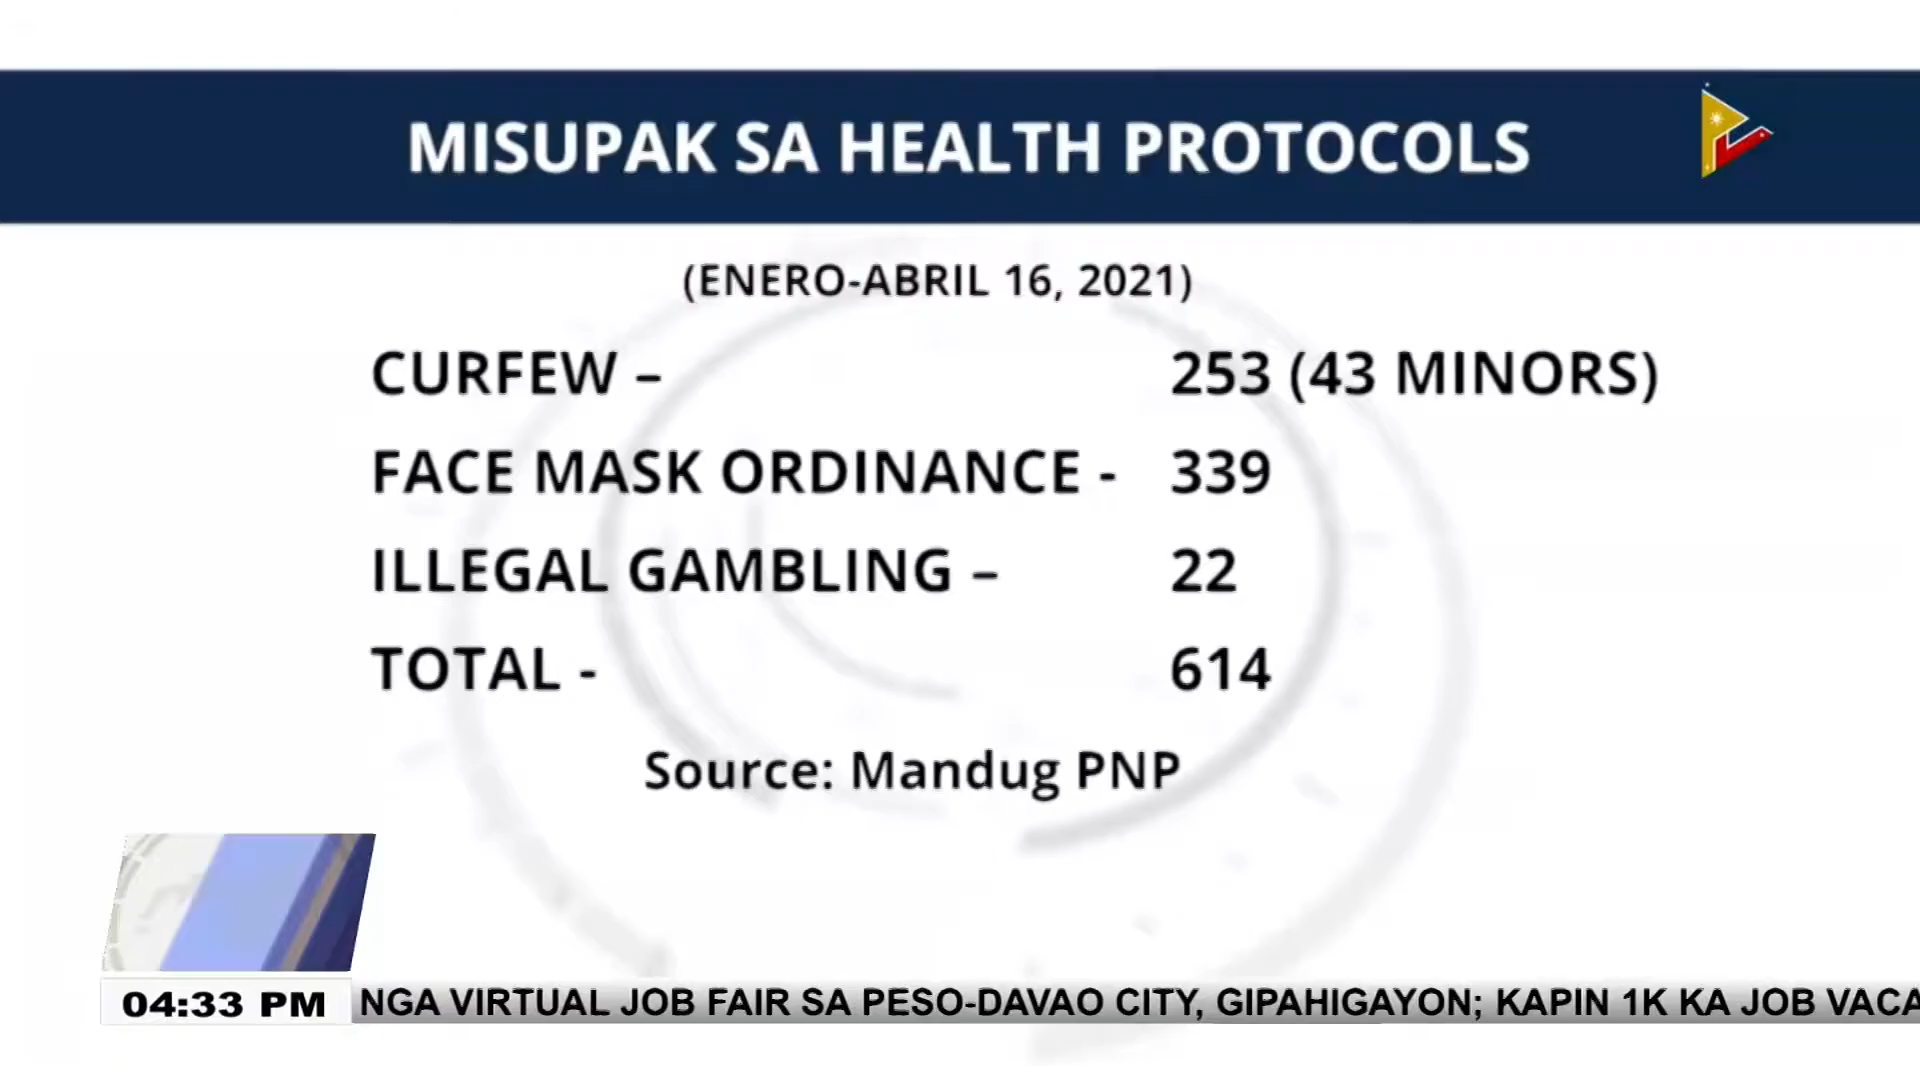 MISUPAK SA HEALTH PROTOCOLS
(ENERO-ABRIL 16, 2021)
CURFEW – 253 (43 MINORS)
FACE MASK ORDINANCE - 339
ILLEGAL GAMBLING – 22
TOTAL - 614
Source: Mandug PNP
04:33 PM NGA VIRTUAL JOB FAIR SA PESO-DAVAO CITY, GIPAHIGAYON; KAPIN 1K KA JOB VACA